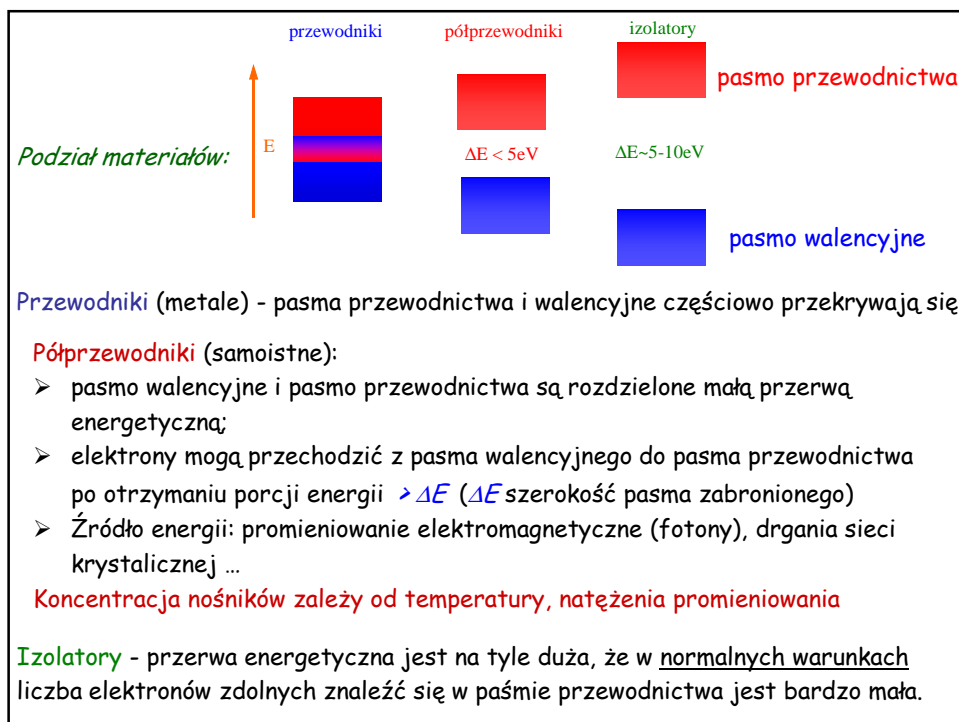 przewodniki półprzewodniki izolatory
pasmo przewodnictwa
Podział materiałów: E ΔE < 5eV ΔE~5-10eV
pasmo walencyjne
Przewodniki (metale) - pasma przewodnictwa i walencyjne częściowo przekrywają się
Półprzewodniki (samoistne):
➢ pasmo walencyjne i pasmo przewodnictwa są rozdzielone małą przerwą
energetyczną;
➢ elektrony mogą przechodzić z pasma walencyjnego do pasma przewodnictwa
po otrzymaniu porcji energii > ΔE (ΔE szerokość pasma zabronionego)
➢ Źródło energii: promieniowanie elektromagnetyczne (fotony), drgania sieci
krystalicznej …
Koncentracja nośników zależy od temperatury, natężenia promieniowania
Izolatory - przerwa energetyczna jest na tyle duża, że w normalnych warunkach
liczba elektronów zdolnych znaleźć się w paśmie przewodnictwa jest bardzo mała.